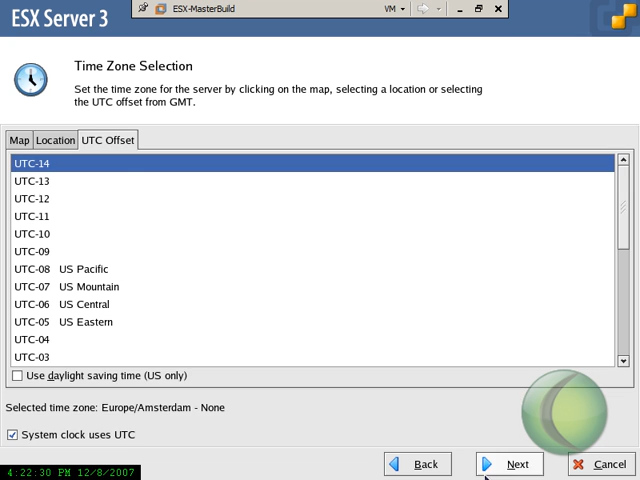 ESX-MasterBuild
VM
ESX Server 3
Time Zone Selection
Set the time zone for the server by clicking on the map, selecting a location or selecting
the UTC offset from GMT.
Map
Location
UTC Offset
UTC-14
UTC-13
UTC-12
UTC-11
UTC-10
UTC-09
UTC-08 US Pacific
UTC-07 US Mountain
UTC-06 US Central
UTC-05 US Eastern
UTC-04
UTC-03
Use daylight saving time (US only)
Selected time zone: Europe/Amsterdam - None
System clock uses UTC
Back
Next
Cancel
4:22:30 PM 12/8/2007